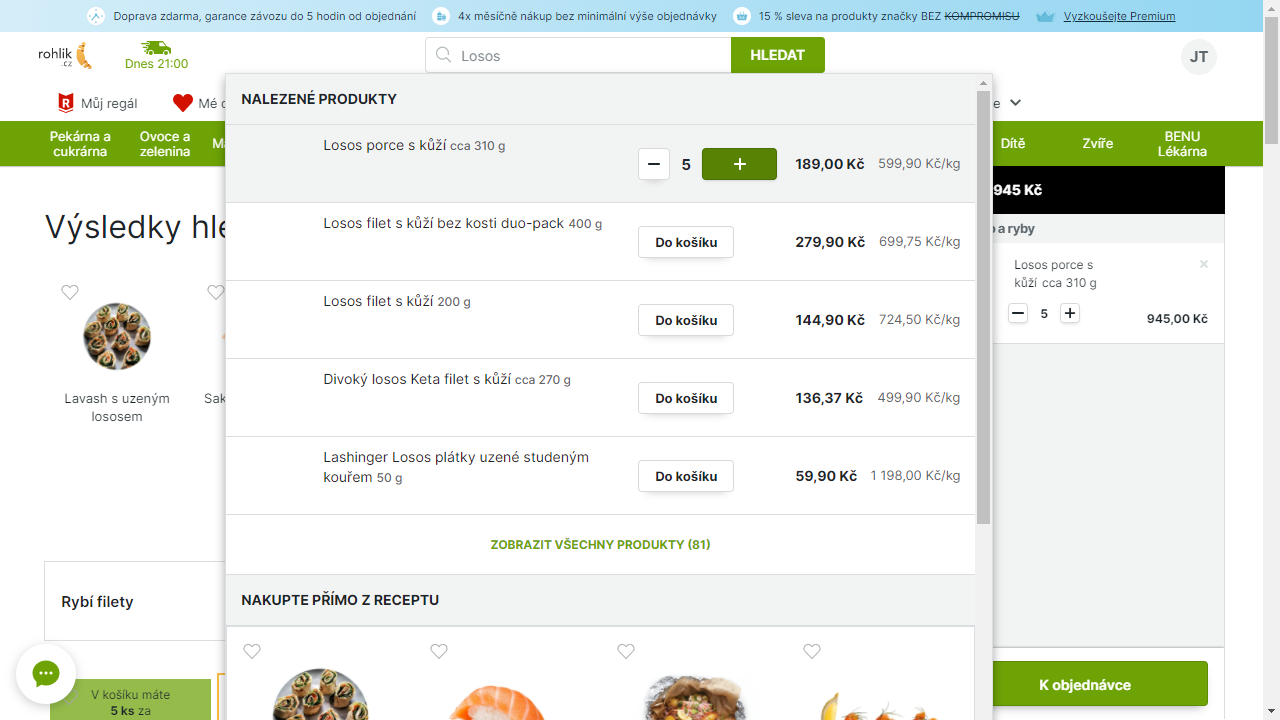 Doprava zdarma, garance závozu do 5 hodin od objednání
4x měsíčně nákup bez minimální výše objednávky
15 % sleva na produkty značky BEZ KOMPROMISU
Vyzkoušejte Premium
rohlik
.cz
Dnes 21:00
Losos
HLEDAT
JT
Můj regál
Mé o
e
Pekárna a
cukrárna
Ovoce a
zelenina
Ma
Dítě
Zvíře
BENU
Lékárna
NALEZENÉ PRODUKTY
Losos porce s kůží cca 310 g
5
189,00 Kč
599,90 Kč/kg
Losos filet s kůží bez kosti duo-pack 400 g
Do košíku
279,90 Kč
699,75 Kč/kg
Losos filet s kůží 200 g
Do košíku
144,90 Kč
724,50 Kč/kg
Divoký losos Keta filet s kůží cca 270 g
Do košíku
136,37 Kč
499,90 Kč/kg
Lashinger Losos plátky uzené studeným
kouřem 50 g
Do košíku
59,90 Kč
1 198,00 Kč/kg
ZOBRAZIT VŠECHNY PRODUKTY (81)
NAKUPTE PŘÍMO Z RECEPTU
Výsledky hle
Lavash s uzeným
lososem
Sak
Rybí filety
V košíku máte
5 ks za
945 Kč
o a ryby
Losos porce s
kůží cca 310 g
5
945,00 Kč
K objednávce